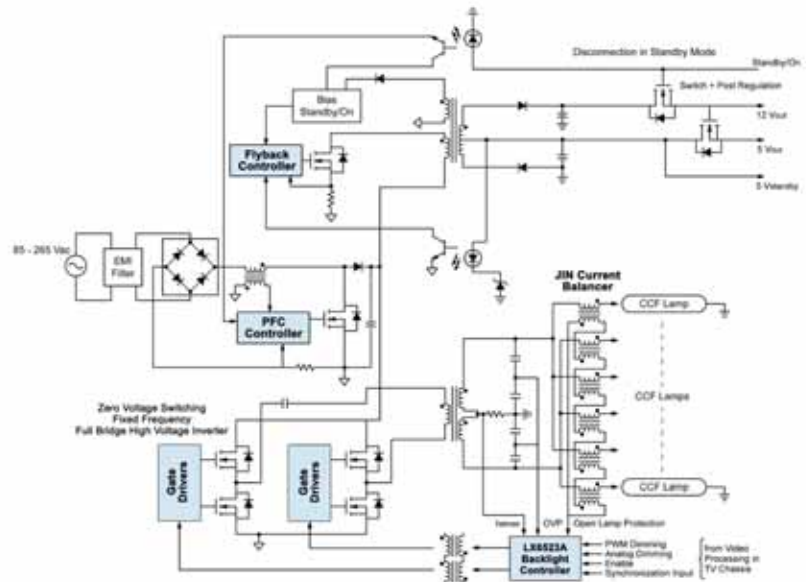 Disconnection in Standby Mode
Standby/On
Switch + Post Regulation
Bias
Standby/On
12 Vout
5 Vout
5 Vstandby
Flyback
Controller
85 - 265 Vac
EMI
Filter
PFC
Controller
JIN Current
Balancer
CCF Lamp
CCF Lamps
CCF Lamp
Zero Voltage Switching
Fixed Frequency
Full Bridge High Voltage Inverter
Gate
Drivers
Gate
Drivers
Isense
OVP
Open Lamp Protection
LX6523A
Backlight
Controller
PWM Dimming
Analog Dimming
Enable
Synchronization Input
from Video
Processing in
TV Chassis